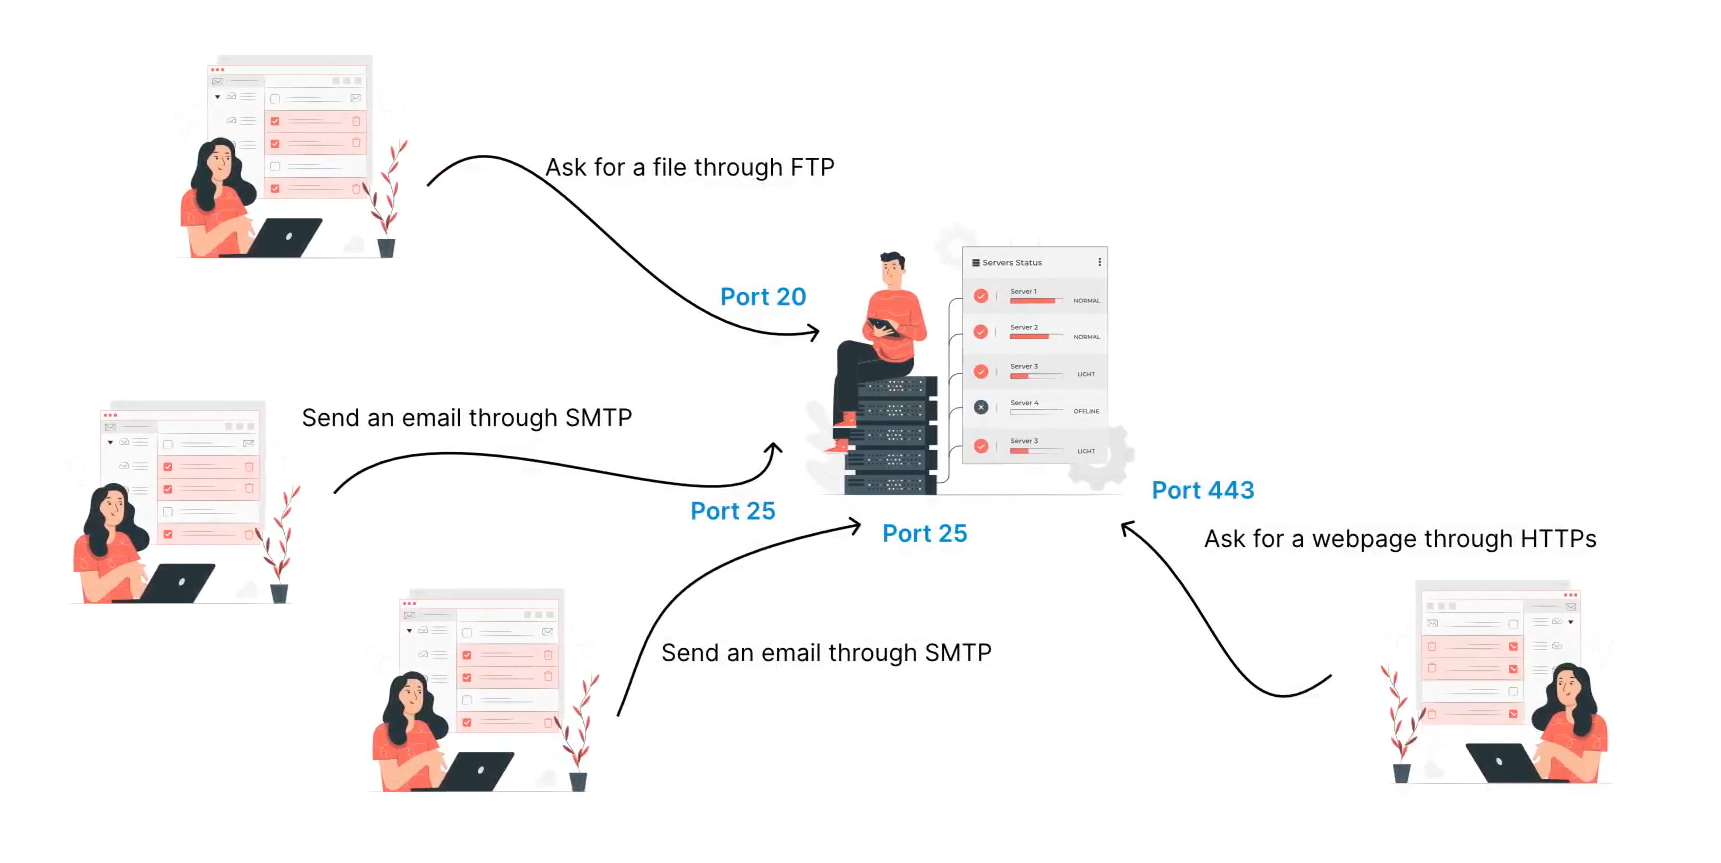 Ask for a file through FTP
Port 20
Servers Status
Server 1
NORMAL
Server 2
NORMAL
Server 3
LIGHT
Server 4
OFFLINE
Server 3
LIGHT
Send an email through SMTP
Port 25
Port 25
Port 443
Ask for a webpage through HTTPs
Send an email through SMTP